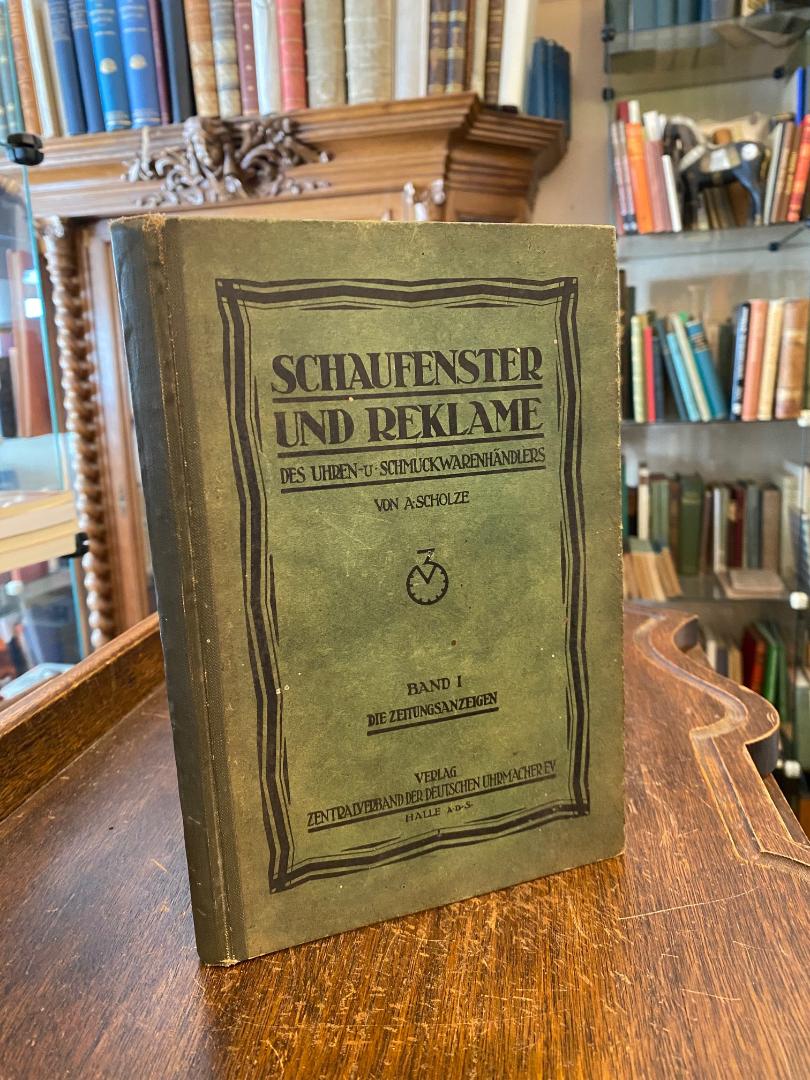 SCHAUFENSTER
UND REKLAME
DES UHREN-U·SCHMUCKWARENHÄNDLERS
VON A·SCHOLZE
BAND I
DIE ZEITUNGSANZEIGEN
VERLAG
ZENTRALVERBAND DER DEUTSCHEN UHRMACHER E.V
HALLE A·D·S·